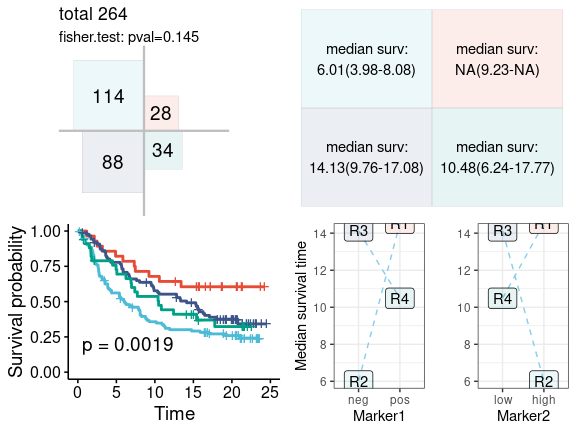 total 264
fisher.test: pval=0.145
114
28
88
34
median surv:
6.01(3.98-8.08)
median surv:
NA(9.23-NA)
median surv:
14.13(9.76-17.08)
median surv:
10.48(6.24-17.77)
Survival probability
1.00
0.75
0.50
0.25
0.00
p = 0.0019
0 5 10 15 20 25
Time
Median survival time
14
12
10
8
6
R3
R1
R4
R2
neg pos
Marker1
14
12
10
8
6
R3
R1
R4
R2
low high
Marker2